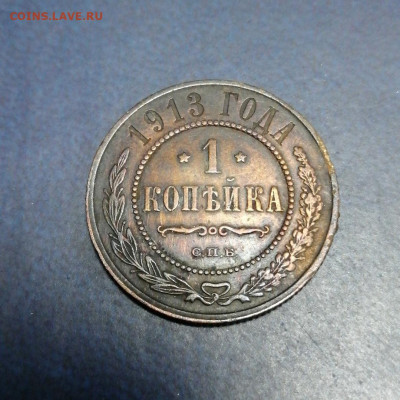 COINS.LAVE.RU
1913 ГОДА
* 1 *
КОПѢЙКА
С.П.Б